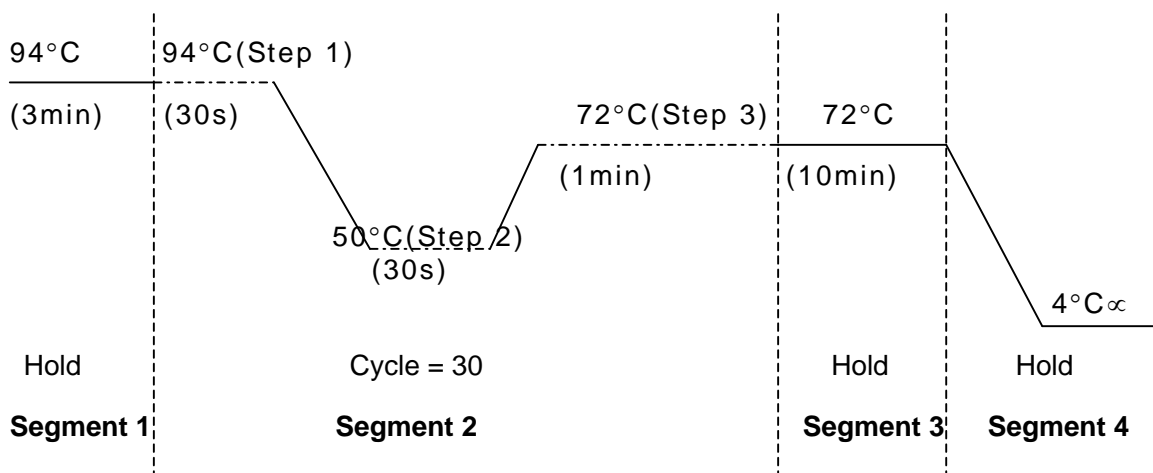 94°C
94°C(Step 1)
(3min)
(30s)
72°C(Step 3)
72°C
(1min)
(10min)
50°C(Step 2)
(30s)
4°C∝
Hold
Cycle = 30
Hold
Hold
Segment 1
Segment 2
Segment 3
Segment 4